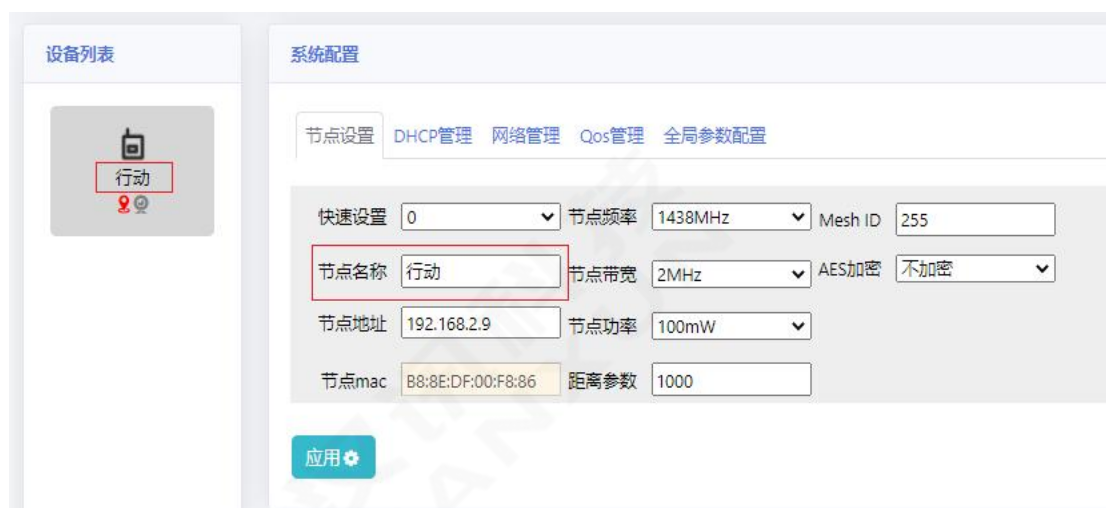 设备列表
行动
系统配置
节点设置 DHCP管理 网络管理 Qos管理 全局参数配置
快速设置 0 节点频率 1438MHz Mesh ID 255
节点名称 行动 节点带宽 2MHz AES加密 不加密
节点地址 192.168.2.9 节点功率 100mW
节点mac B8:8E:DF:00:F8:86 距离参数 1000
应用